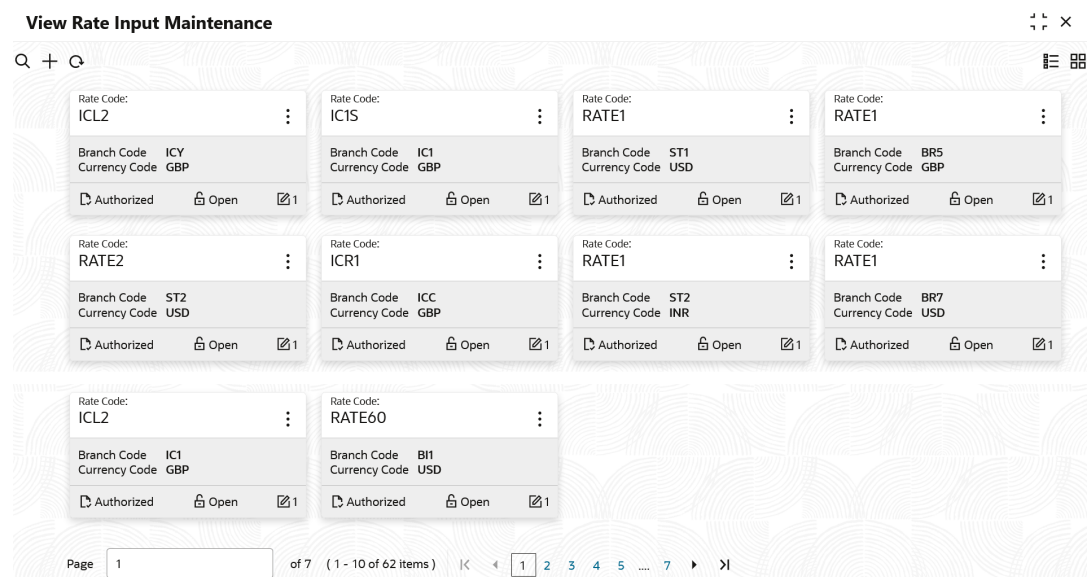 View Rate Input Maintenance
Rate Code:
ICL2
Branch Code ICY
Currency Code GBP
Authorized Open 1
Rate Code:
IC1S
Branch Code IC1
Currency Code GBP
Authorized Open 1
Rate Code:
RATE1
Branch Code ST1
Currency Code USD
Authorized Open 1
Rate Code:
RATE1
Branch Code BR5
Currency Code GBP
Authorized Open 1
Rate Code:
RATE2
Branch Code ST2
Currency Code USD
Authorized Open 1
Rate Code:
ICR1
Branch Code ICC
Currency Code GBP
Authorized Open 1
Rate Code:
RATE1
Branch Code ST2
Currency Code INR
Authorized Open 1
Rate Code:
RATE1
Branch Code BR7
Currency Code USD
Authorized Open 1
Rate Code:
ICL2
Branch Code IC1
Currency Code GBP
Authorized Open 1
Rate Code:
RATE60
Branch Code BI1
Currency Code USD
Authorized Open 1
Page 1 of 7 ( 1 - 10 of 62 items ) 1 2 3 4 5 .... 7